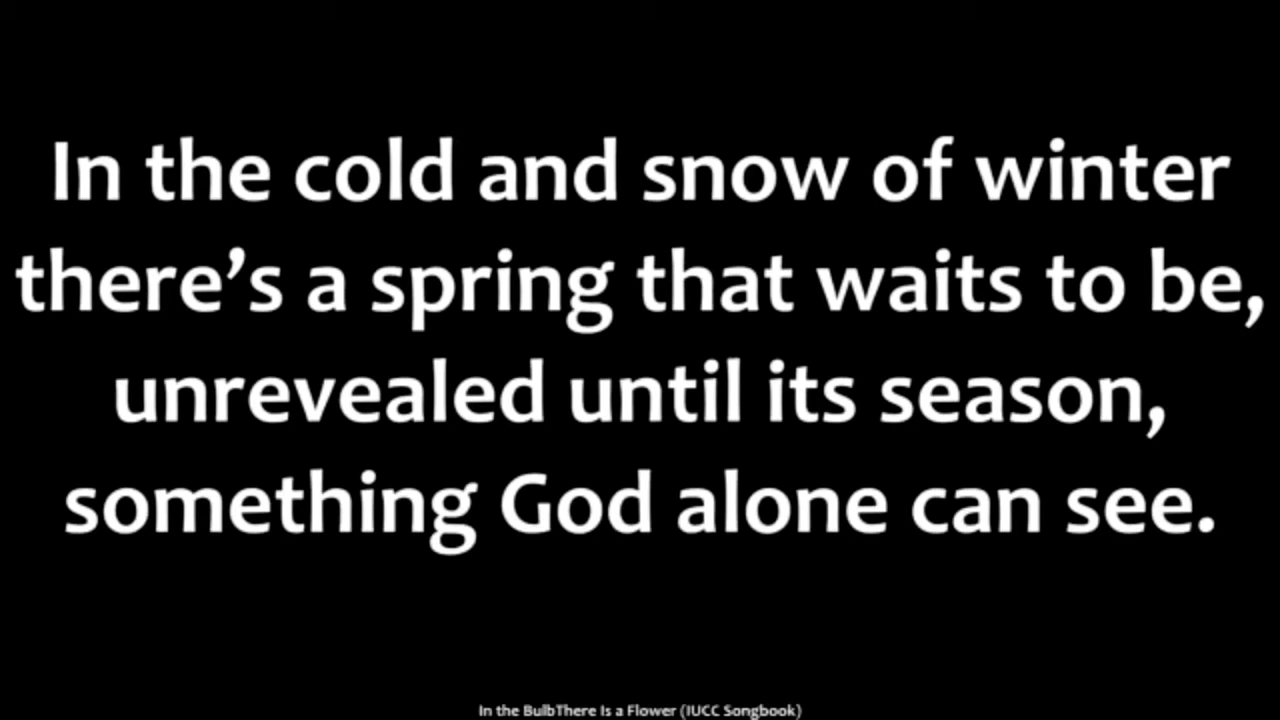 In the cold and snow of winter
there’s a spring that waits to be,
unrevealed until its season,
something God alone can see.
In the BulbThere Is a Flower (IUCC Songbook)